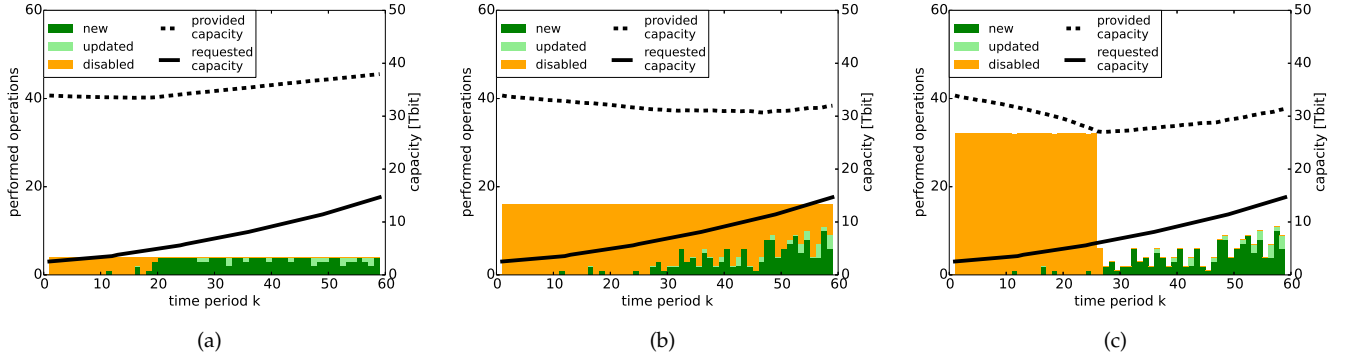 new
updated
disabled
provided
capacity
requested
capacity
performed operations
60
40
20
0
50
40
30
20
10
0
capacity [Tbit]
0 10 20 30 40 50 60
time period k
(a)
new
updated
disabled
provided
capacity
requested
capacity
performed operations
60
40
20
0
50
40
30
20
10
0
capacity [Tbit]
0 10 20 30 40 50 60
time period k
(b)
new
updated
disabled
provided
capacity
requested
capacity
performed operations
60
40
20
0
50
40
30
20
10
0
capacity [Tbit]
0 10 20 30 40 50 60
time period k
(c)